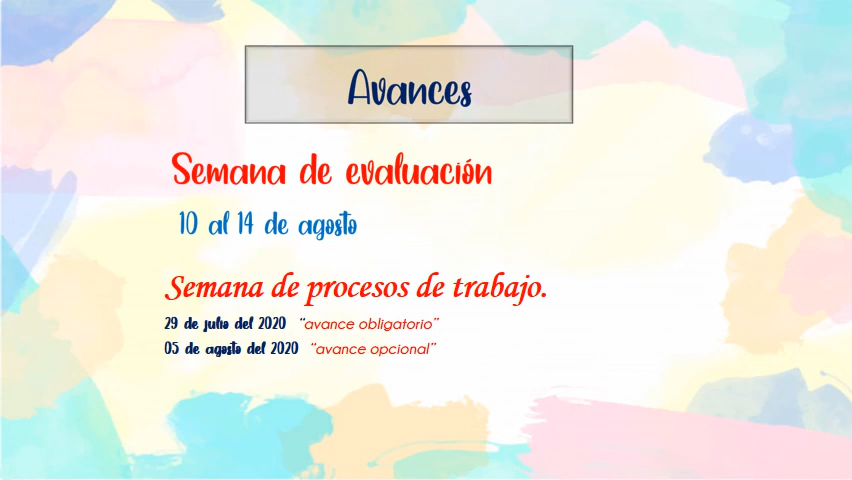 Avances
Semana de evaluación
10 al 14 de agosto
Semana de procesos de trabajo.
29 de julio del 2020 “avance obligatorio”
05 de agosto del 2020 “avance opcional”